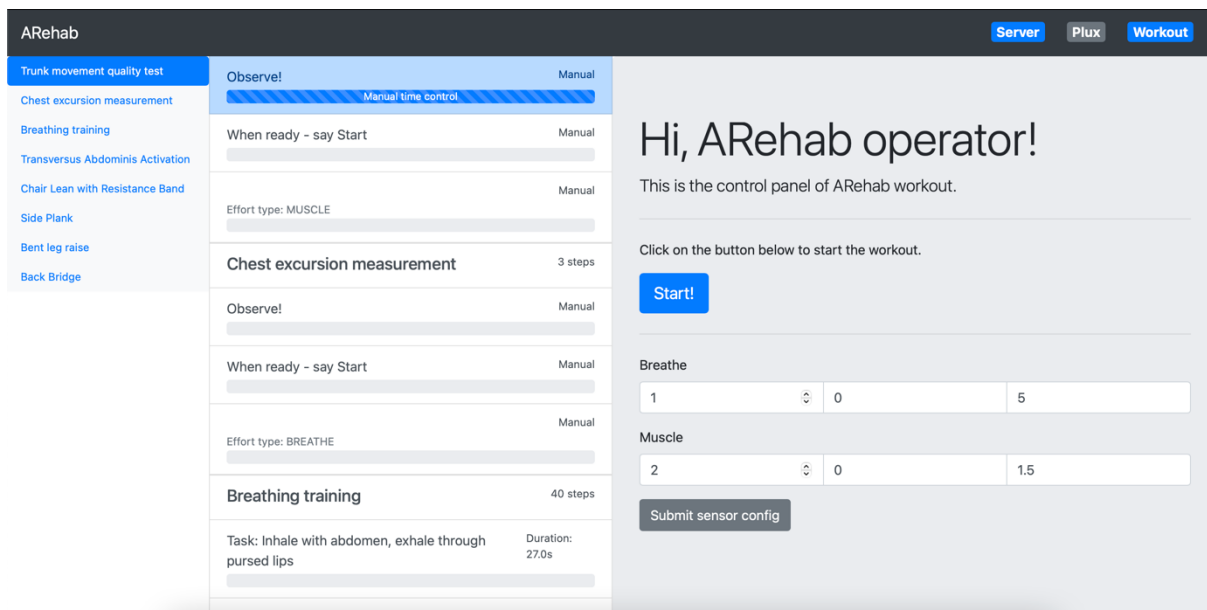 ARehab
Server
Plux
Workout
Trunk movement quality test
Chest excursion measurement
Breathing training
Transversus Abdominis Activation
Chair Lean with Resistance Band
Side Plank
Bent leg raise
Back Bridge
Observe!
Manual
Manual time control
When ready - say Start
Manual
Manual
Effort type: MUSCLE
Chest excursion measurement
3 steps
Observe!
Manual
When ready - say Start
Manual
Manual
Effort type: BREATHE
Breathing training
40 steps
Task: Inhale with abdomen, exhale through
pursed lips
Duration:
27.0s
Hi, ARehab operator!
This is the control panel of ARehab workout.
Click on the button below to start the workout.
Start!
Breathe
1
0
5
Muscle
2
0
1.5
Submit sensor config